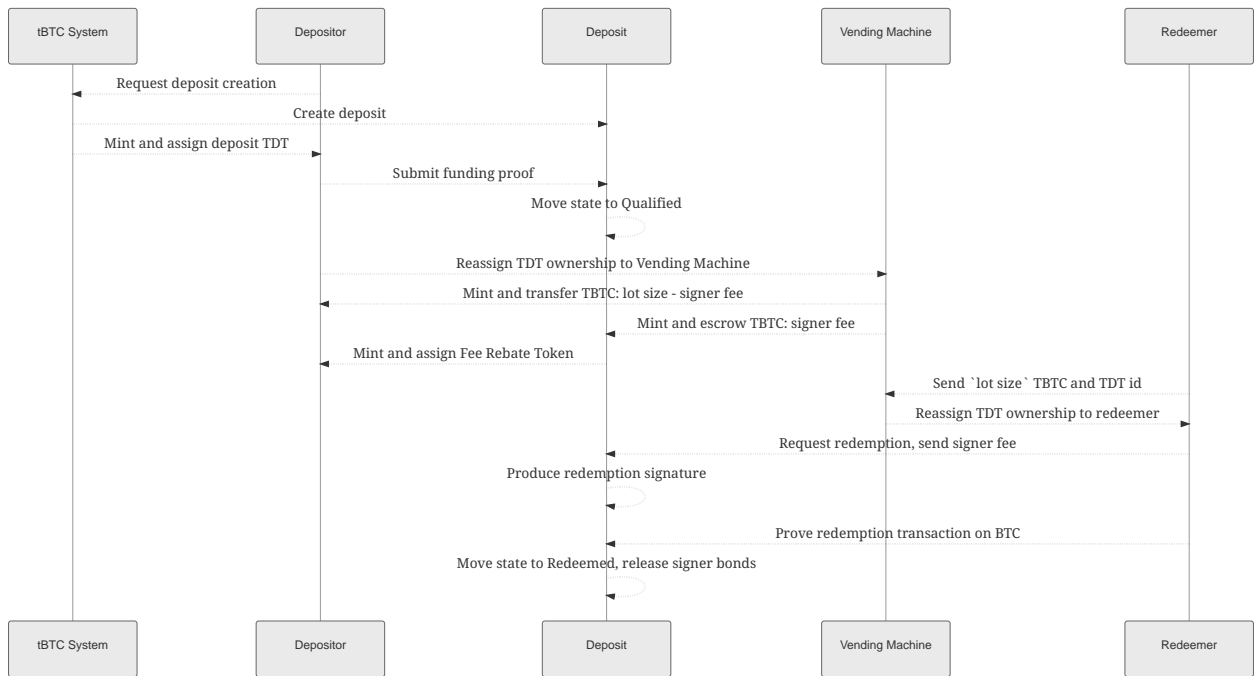 tBTC System
Depositor
Deposit
Vending Machine
Redeemer
Request deposit creation
Create deposit
Mint and assign deposit TDT
Submit funding proof
Move state to Qualified
Reassign TDT ownership to Vending Machine
Mint and transfer TBTC: lot size - signer fee
Mint and escrow TBTC: signer fee
Mint and assign Fee Rebate Token
Send `lot size` TBTC and TDT id
Reassign TDT ownership to redeemer
Request redemption, send signer fee
Produce redemption signature
Prove redemption transaction on BTC
Move state to Redeemed, release signer bonds
tBTC System
Depositor
Deposit
Vending Machine
Redeemer